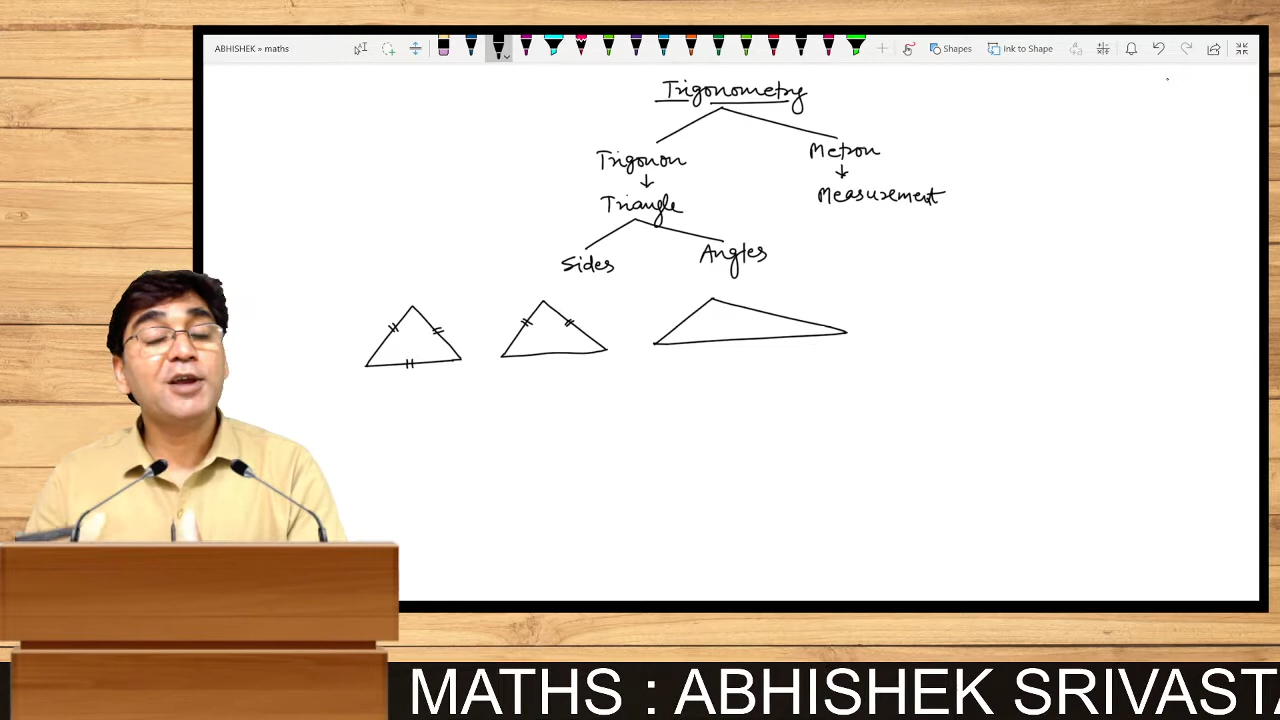 ABHISHEK » maths
Shapes
Ink to Shape
Trigonometry
Trigonon
Metron
Triangle
Measurement
Sides
Angles
MATHS : ABHISHEK SRIVAST